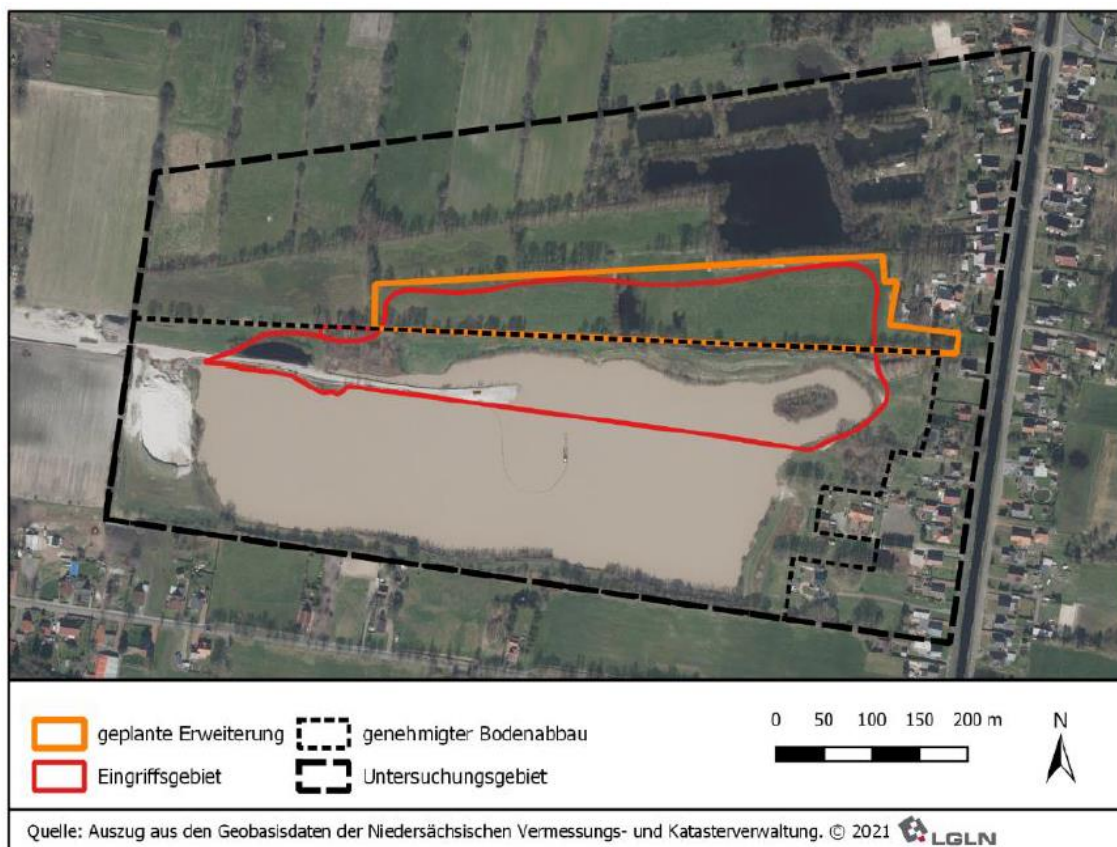 geplante Erweiterung
genehmigter Bodenabbau
Eingriffsgebiet
Untersuchungsgebiet
0 50 100 150 200 m
N
Quelle: Auszug aus den Geobasisdaten der Niedersächsischen Vermessungs- und Katasterverwaltung. © 2021 LGLN